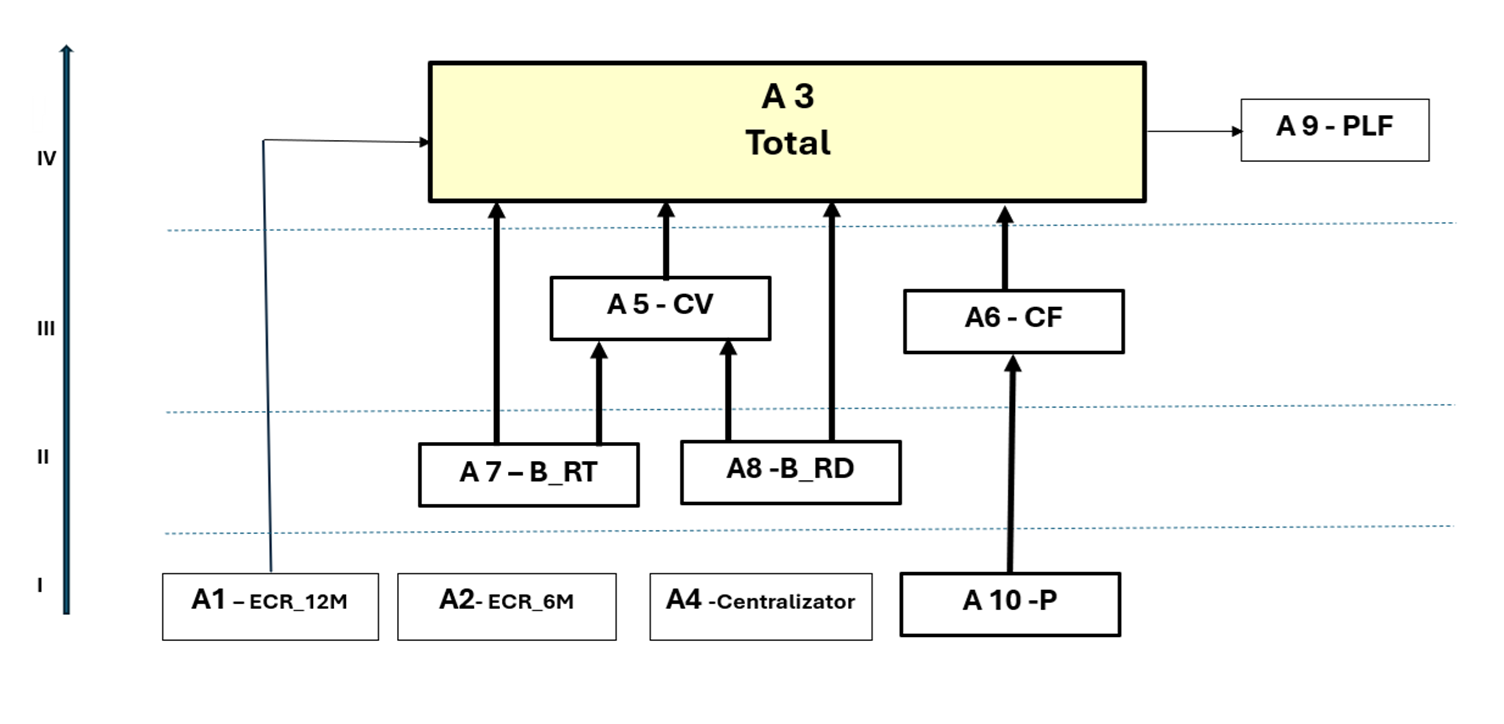 A 3
Total
A 9 - PLF
IV
A 5 - CV
A6 - CF
III
A 7 – B_RT
A8 -B_RD
II
A1 – ECR_12M
A2- ECR_6M
A4 -Centralizator
A 10 -P
I